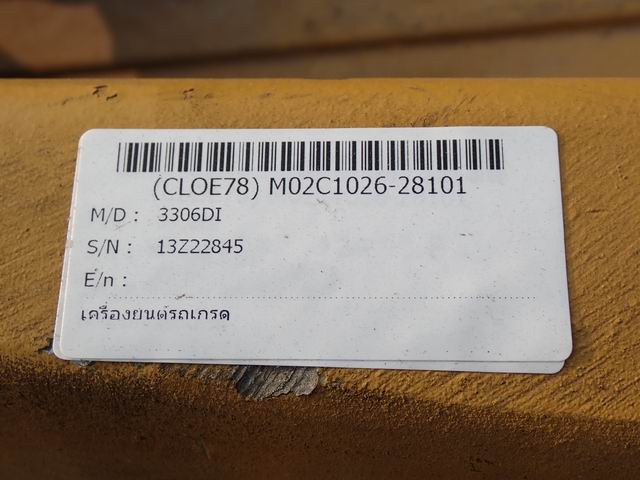 (CLOE78) M02C1026-28101
M/D : 3306DI
S/N : 13Z22845
E/n :
เครื่องยนต์รถเกรด